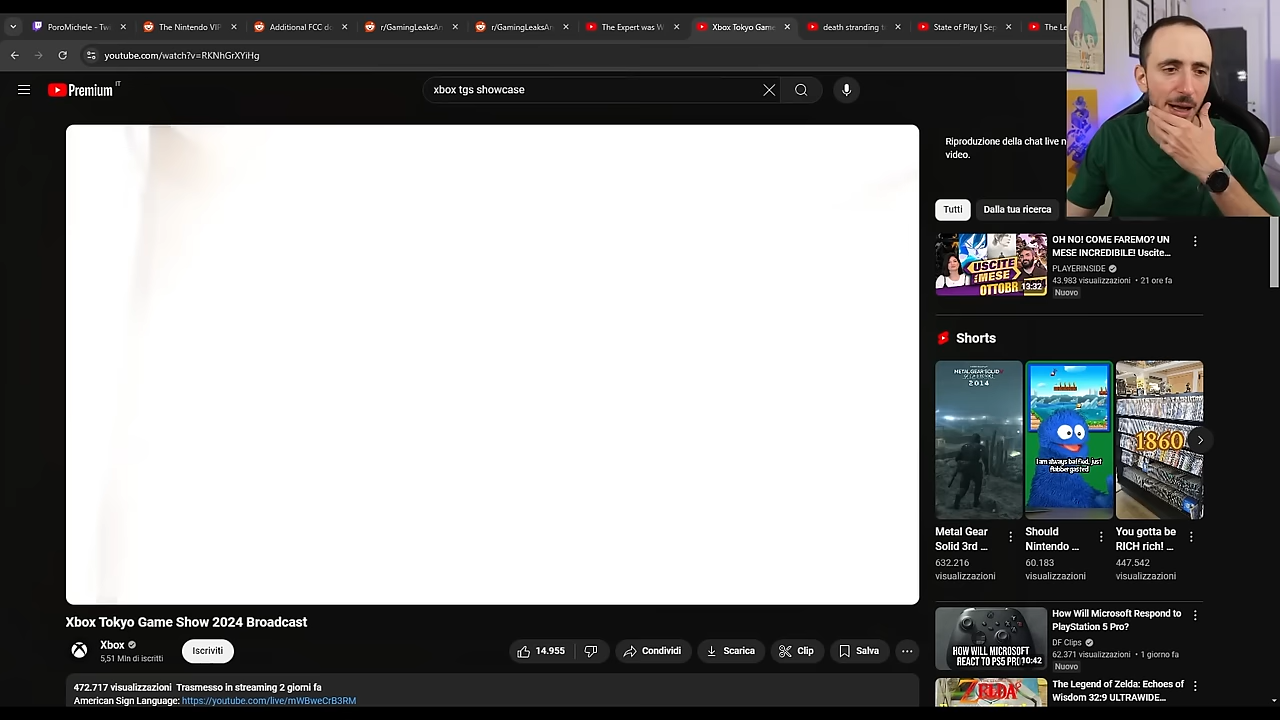 PoroMichele - Tw
The Nintendo VIP
Additional FCC d
r/GamingLeaksAn
r/GamingLeaksAn
The Expert was W
Xbox Tokyo Game
death stranding t
State of Play | Sep
The Le
youtube.com/watch?v=RKNhGrXYiHg
Premium IT
xbox tgs showcase
Riproduzione della chat live n
video.
Tutti
Dalla tua ricerca
USCITE
MESE
OTTOBR
13:32
OH NO! COME FAREMO? UN
MESE INCREDIBILE! Uscite...
PLAYERINSIDE
43.983 visualizzazioni • 21 ore fa
Nuovo
Shorts
METAL GEAR SOLID
2014
I am always baffled, just
flabbergasted
1860
Metal Gear
Solid 3rd ...
632.216
visualizzazioni
Should
Nintendo ...
60.183
visualizzazioni
You gotta be
RICH rich! ...
447.542
visualizzazioni
Xbox Tokyo Game Show 2024 Broadcast
Xbox
5,51 Mln di iscritti
Iscriviti
14.955
Condividi
Scarica
Clip
Salva
472.717 visualizzazioni Trasmesso in streaming 2 giorni fa
American Sign Language: https://youtube.com/live/mWBweCrB3RM
HOW WILL MICROSOFT
REACT TO PS5 PRO
10:42
How Will Microsoft Respond to
PlayStation 5 Pro?
DF Clips
62.371 visualizzazioni • 1 giorno fa
Nuovo
ZELDA
The Legend of Zelda: Echoes of
Wisdom 32:9 ULTRAWIDE...